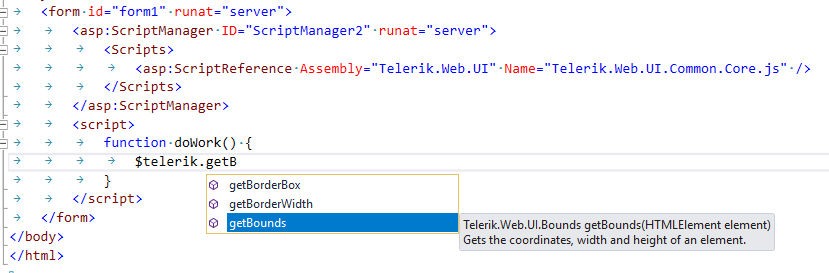 <form id="form1" runat="server">
<asp:ScriptManager ID="ScriptManager2" runat="server">
<Scripts>
<asp:ScriptReference Assembly="Telerik.Web.UI" Name="Telerik.Web.UI.Common.Core.js" />
</Scripts>
</asp:ScriptManager>
<script>
function doWork() {
$telerik.getB
getBorderBox
getBorderWidth
getBounds
Telerik.Web.UI.Bounds getBounds(HTMLElement element)
Gets the coordinates, width and height of an element.
}
</script>
</form>
</body>
</html>